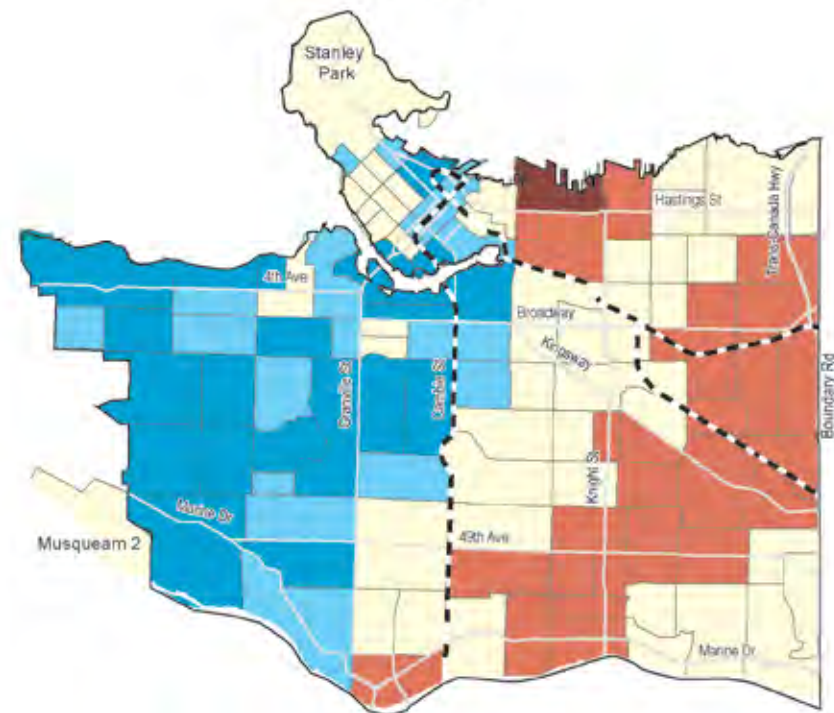 Stanley
Park
Hastings St
Trans-Canada Hwy
4th Ave
Broadway
Kingsway
Granville St
Cambie St
Boundary Rd
Knight St
Marine Dr
Musqueam 2
49th Ave
Marine Dr